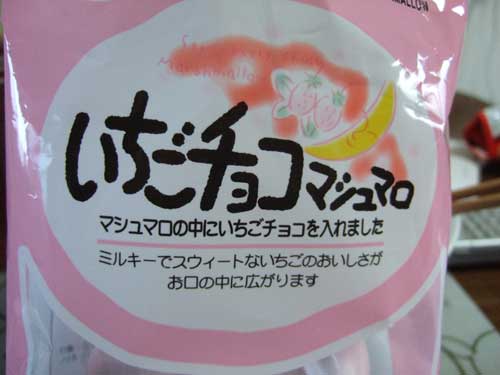 MALLOW
Marshmallow
いちごチョコマシュマロ
マシュマロの中にいちごチョコを入れました
ミルキーでスウィートないちごのおいしさが
お口の中に広がります